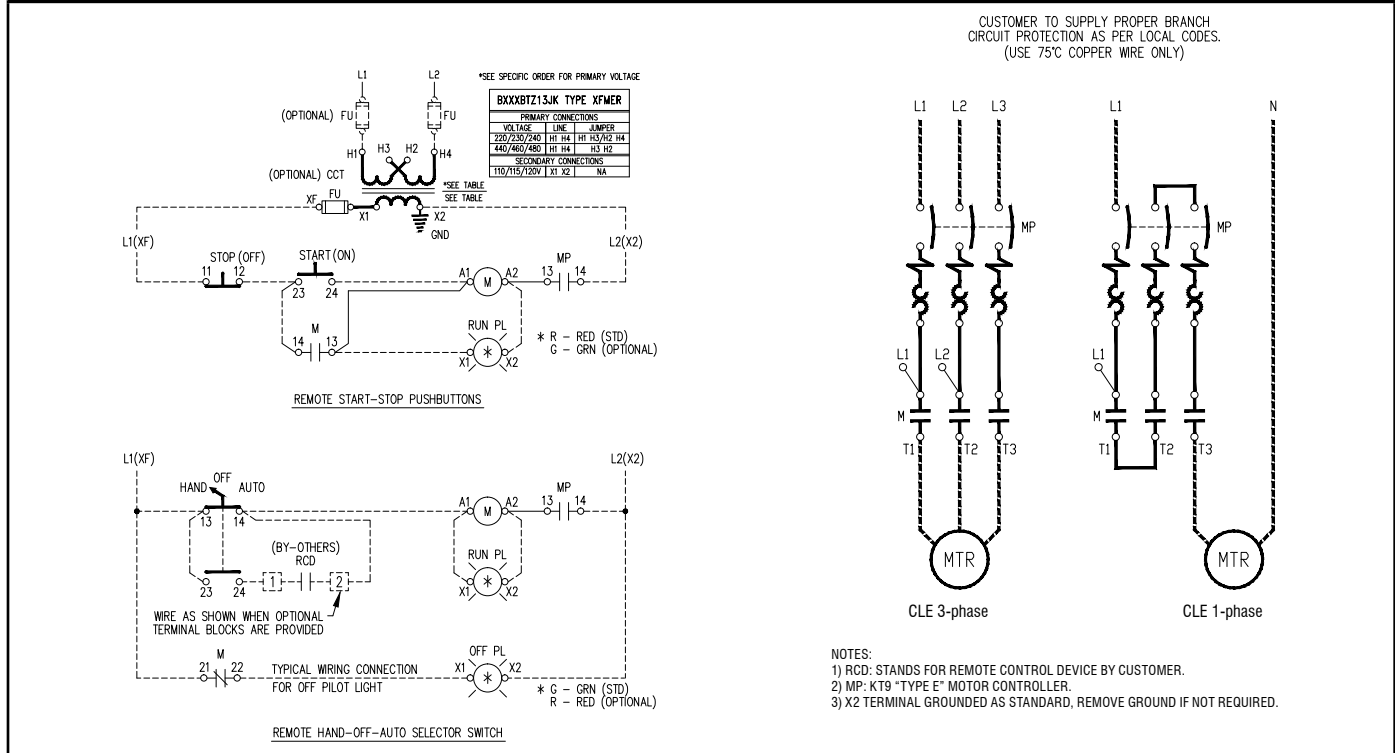 CUSTOMER TO SUPPLY PROPER BRANCH
CIRCUIT PROTECTION AS PER LOCAL CODES.
(USE 75°C COPPER WIRE ONLY)
L1 L2
*SEE SPECIFIC ORDER FOR PRIMARY VOLTAGE
BXXXBTZ13JK TYPE XFMER
PRIMARY CONNECTIONS
VOLTAGE LINE JUMPER
220/230/240 H1 H4 H1 H3/H2 H4
440/460/480 H1 H4 H3 H2
SECONDARY CONNECTIONS
110/115/120V X1 X2 NA
(OPTIONAL) FU FU
H1 H3 H2 H4
(OPTIONAL) CCT
*SEE TABLE
SEE TABLE
XF FU X1 X2
GND
L1(XF) L2(X2)
STOP(OFF) START(ON) MP
11 12 23 24 A1 M A2 13 14
M RUN PL
14 13 X1 * X2
* R – RED (STD)
G – GRN (OPTIONAL)
REMOTE START–STOP PUSHBUTTONS
L1(XF) L2(X2)
HAND OFF AUTO
13 14 A1 M A2 13 MP 14
(BY–OTHERS)
RCD
RUN PL
23 24 1 2 X1 * X2
WIRE AS SHOWN WHEN OPTIONAL
TERMINAL BLOCKS ARE PROVIDED
M OFF PL
21 22 X1 * X2
TYPICAL WIRING CONNECTION
FOR OFF PILOT LIGHT
* G – GRN (STD)
R – RED (OPTIONAL)
REMOTE HAND–OFF–AUTO SELECTOR SWITCH
L1 L2 L3
MP
L1 L2
M
T1 T2 T3
MTR
CLE 3-phase
L1 N
MP
L1
M
T1 T2 T3
MTR
CLE 1-phase
NOTES:
1) RCD: STANDS FOR REMOTE CONTROL DEVICE BY CUSTOMER.
2) MP: KT9 “TYPE E” MOTOR CONTROLLER.
3) X2 TERMINAL GROUNDED AS STANDARD, REMOVE GROUND IF NOT REQUIRED.